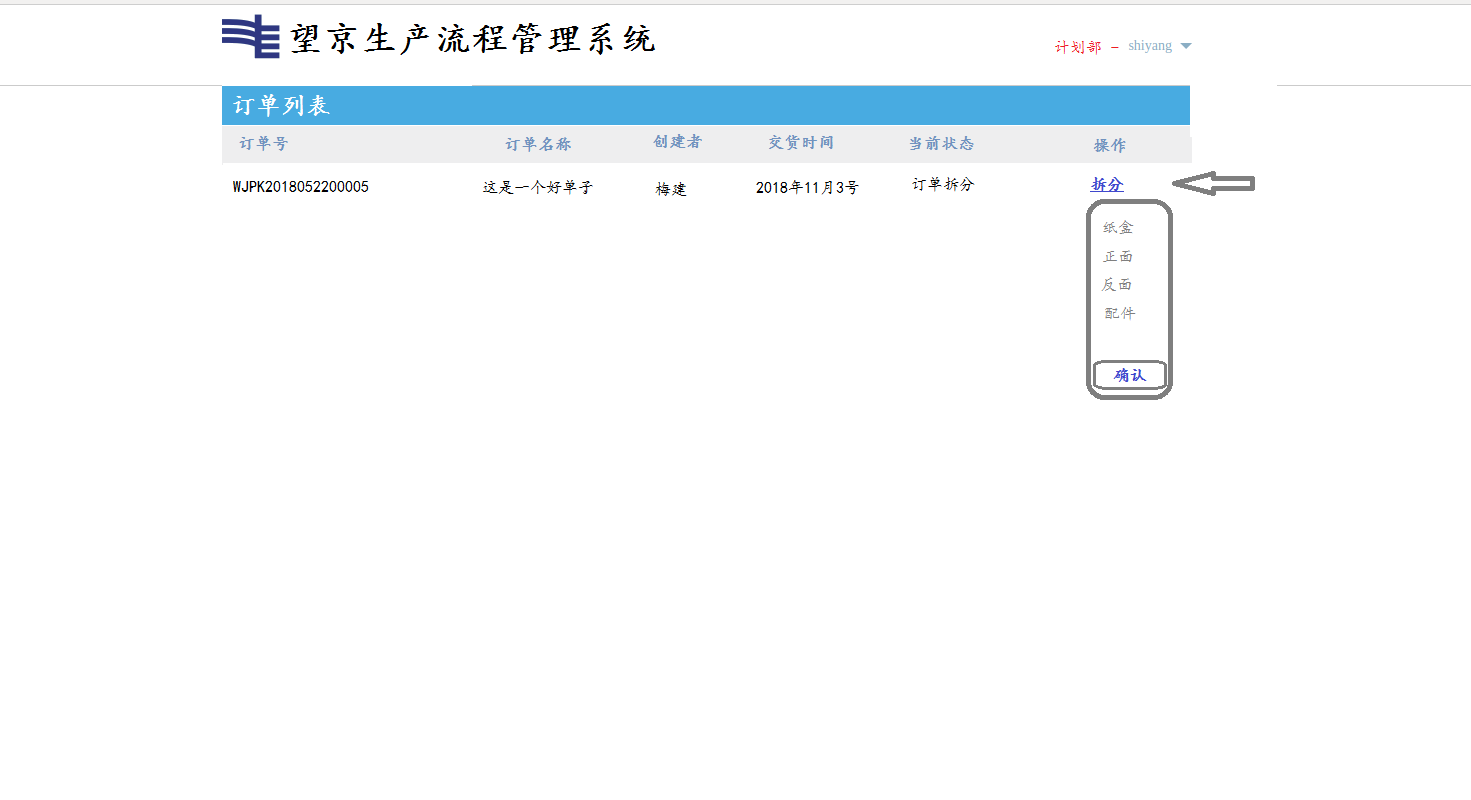 望京生产流程管理系统
计划部 – shiyang
订单列表
订单号 订单名称 创建者 交货时间 当前状态 操作
WJPK2018052200005 这是一个好单子 梅建 2018年11月3号 订单拆分 拆分
纸盒
正面
反面
配件
确认